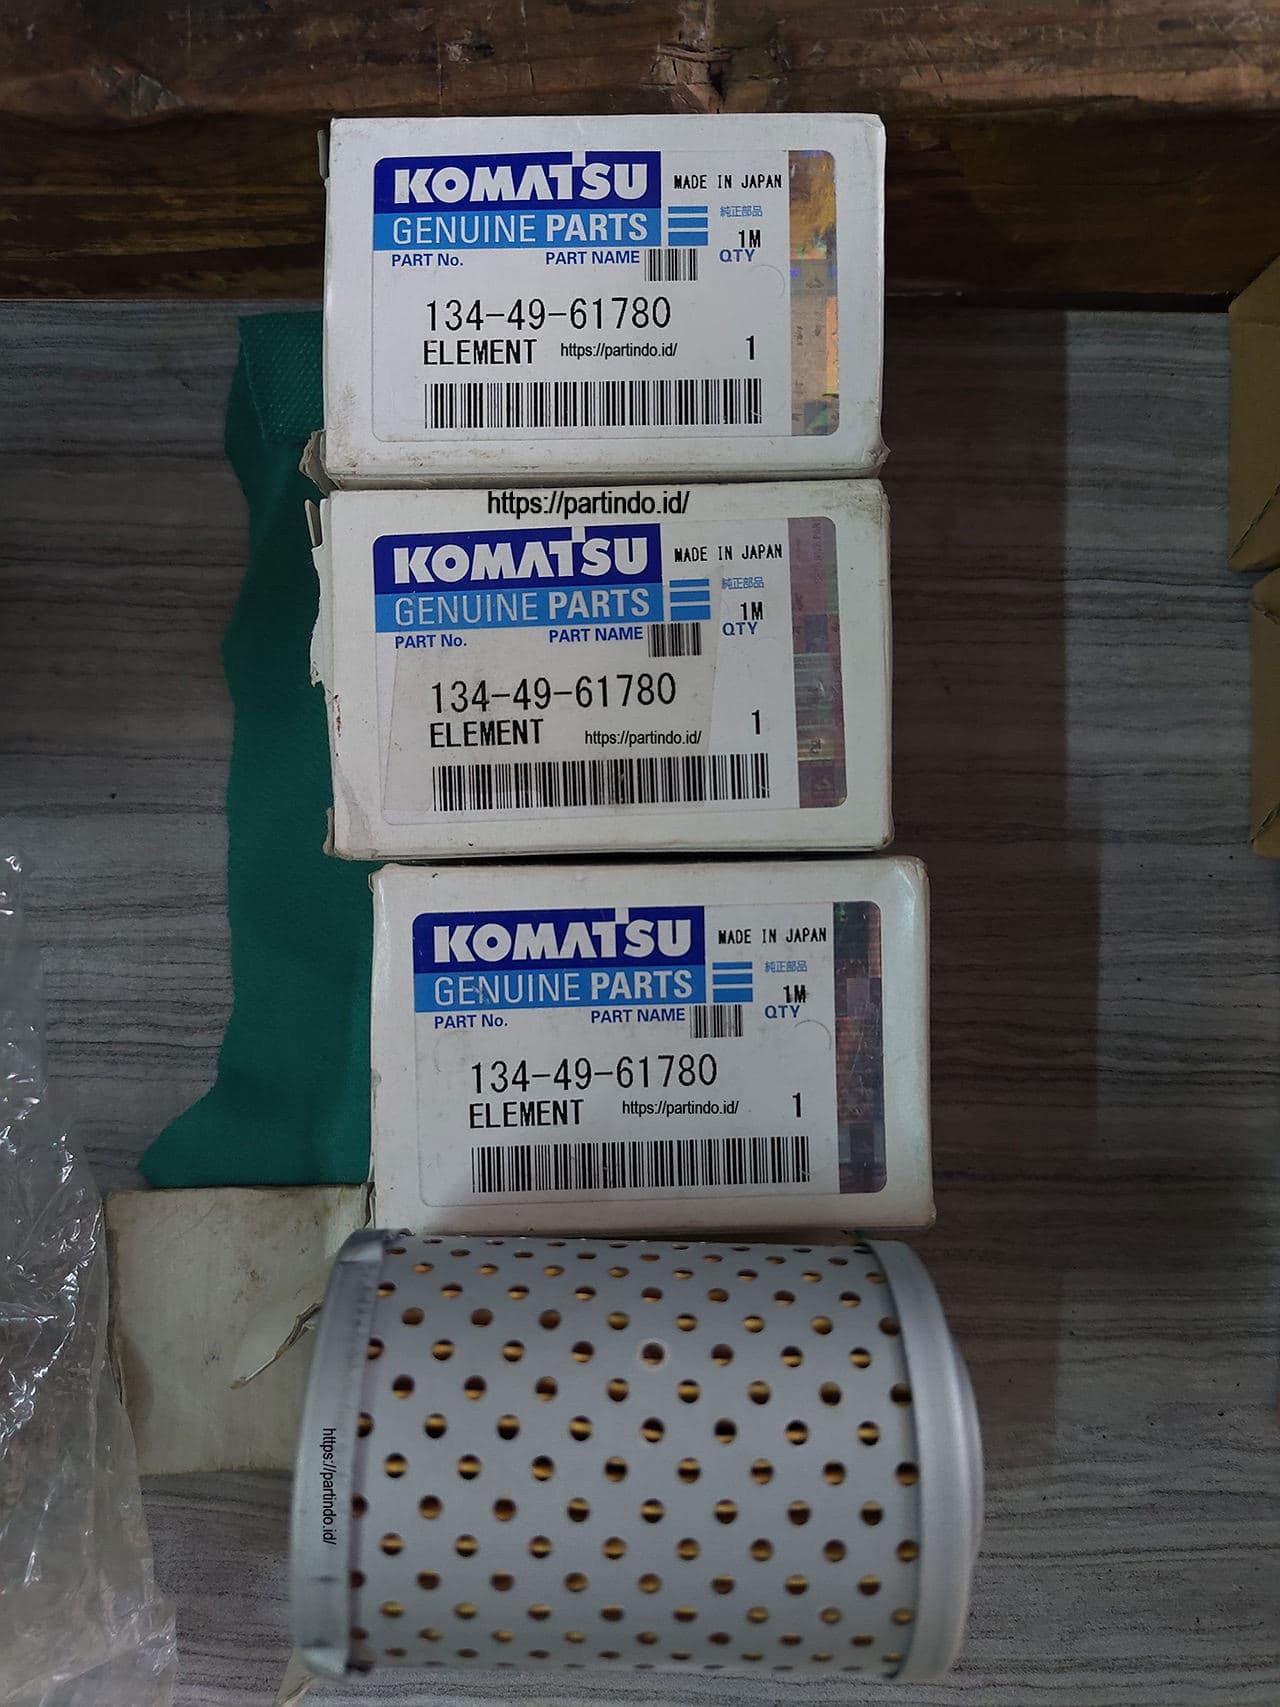 KOMATSU MADE IN JAPAN
GENUINE PARTS 純正部品
1M
PART No. PART NAME QTY
134-49-61780
ELEMENT https://partindo.id/ 1
https://partindo.id/
KOMATSU MADE IN JAPAN
GENUINE PARTS 純正部品
1M
PART No. PART NAME QTY
134-49-61780
ELEMENT https://partindo.id/ 1
KOMATSU MADE IN JAPAN
GENUINE PARTS 純正部品
1M
PART No. PART NAME QTY
134-49-61780
ELEMENT https://partindo.id/ 1
https://partindo.id/